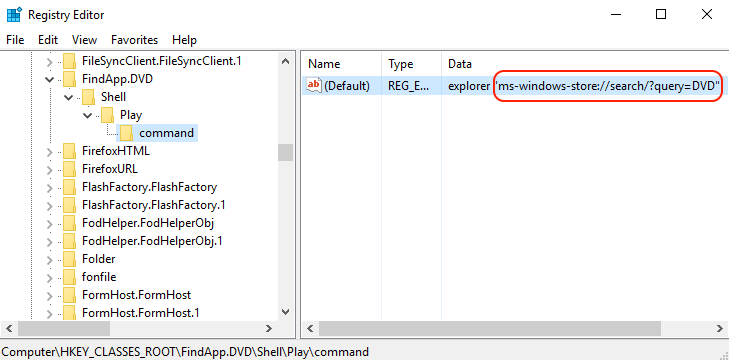 Registry Editor
File Edit View Favorites Help
FileSyncClient.FileSyncClient.1
FindApp.DVD
Shell
Play
command
FirefoxHTML
FirefoxURL
FlashFactory.FlashFactory
FlashFactory.FlashFactory.1
FodHelper.FodHelperObj
FodHelper.FodHelperObj.1
Folder
fonfile
FormHost.FormHost
FormHost.FormHost.1
Name Type Data
ab (Default) REG_E... explorer "ms-windows-store://search/?query=DVD"
Computer\HKEY_CLASSES_ROOT\FindApp.DVD\Shell\Play\command